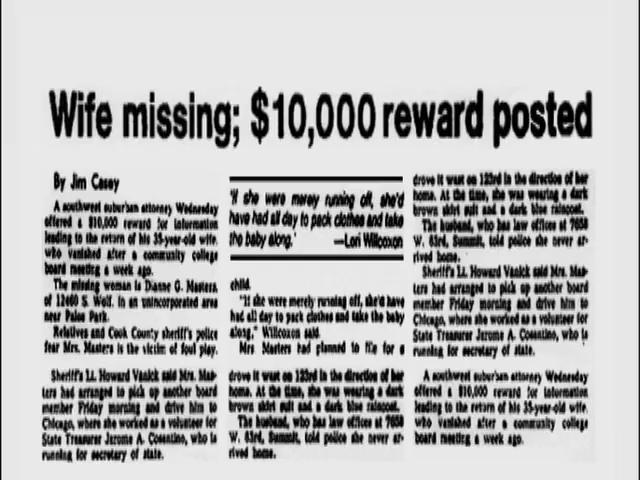 Wife missing; $10,000 reward posted
By Jim Casey
A southwest suburban attorney Wednesday
offered a $10,000 reward for information
leading to the return of his 35-year-old wife,
who vanished after a community college
board meeting a week ago.
The missing woman is Dianne G. Masters,
of 12460 S. Wolf, in an unincorporated area
near Palos Park.
Relatives and Cook County sheriff's police
fear Mrs. Masters is the victim of foul play.
Sheriff's Lt. Howard Vanick said Mrs. Mas-
ters had arranged to pick up another board
member Friday morning and drive him to
Chicago, where she worked as a volunteer for
State Treasurer Jerome A. Cosentino, who is
running for secretary of state.
'If she were merely running off, she'd
have had all day to pack clothes and take
the baby along.' —Lori Willcoxon
child.
"If she were merely running off, she'd have
had all day to pack clothes and take the baby
along," Willcoxon said.
Mrs Masters had planned to file for a
drove it west on 123rd in the direction of her
home. At the time, she was wearing a dark
brown skirt suit and a dark blue raincoat.
The husband, who has law offices at 7658
W. 63rd, Summit, told police she never ar-
rived home.
drove it west on 123rd in the direction of her
home. At the time, she was wearing a dark
brown skirt suit and a dark blue raincoat.
The husband, who has law offices at 7658
W. 63rd, Summit, told police she never ar-
rived home.
Sheriff's Lt. Howard Vanick said Mrs. Mas-
ters had arranged to pick up another board
member Friday morning and drive him to
Chicago, where she worked as a volunteer for
State Treasurer Jerome A. Cosentino, who is
running for secretary of state.
A southwest suburban attorney Wednesday
offered a $10,000 reward for information
leading to the return of his 35-year-old wife,
who vanished after a community college
board meeting a week ago.